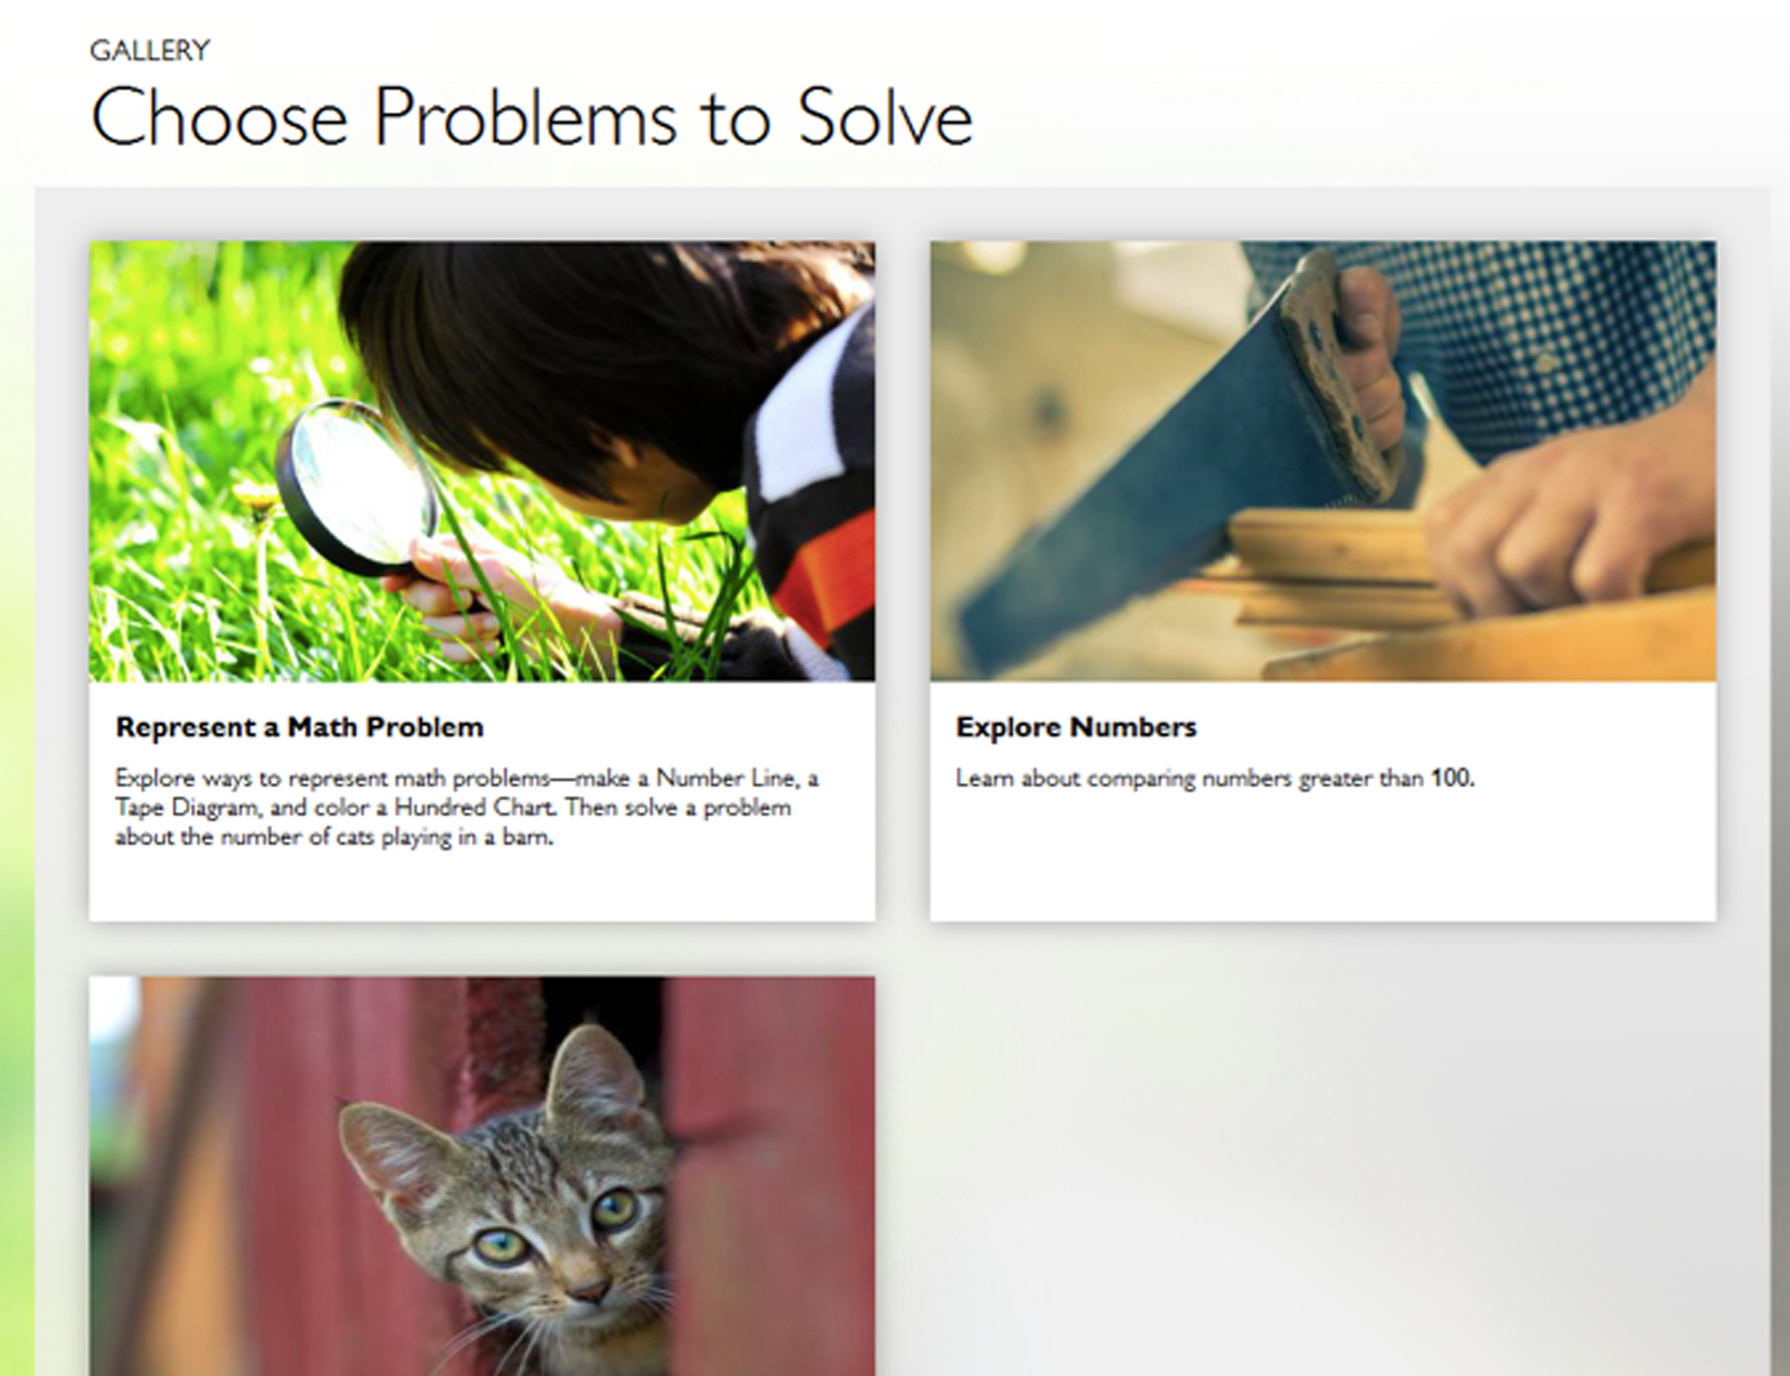 GALLERY
Choose Problems to Solve
Represent a Math Problem
Explore ways to represent math problems—make a Number Line, a
Tape Diagram, and color a Hundred Chart. Then solve a problem
about the number of cats playing in a barn.
Explore Numbers
Learn about comparing numbers greater than 100.